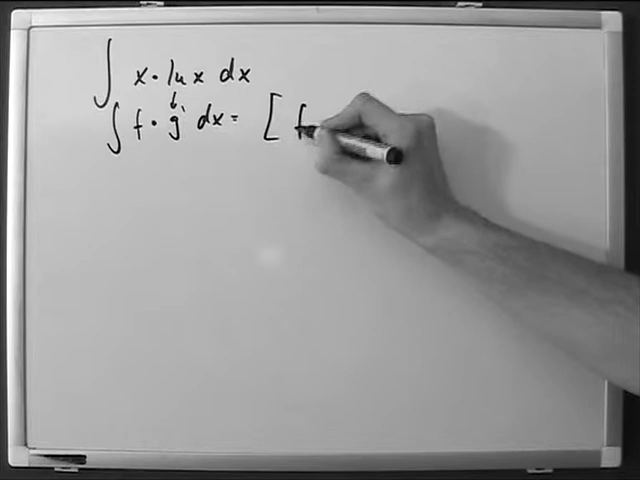 ∫ x · ln x dx
∫ f · g' dx = [ f